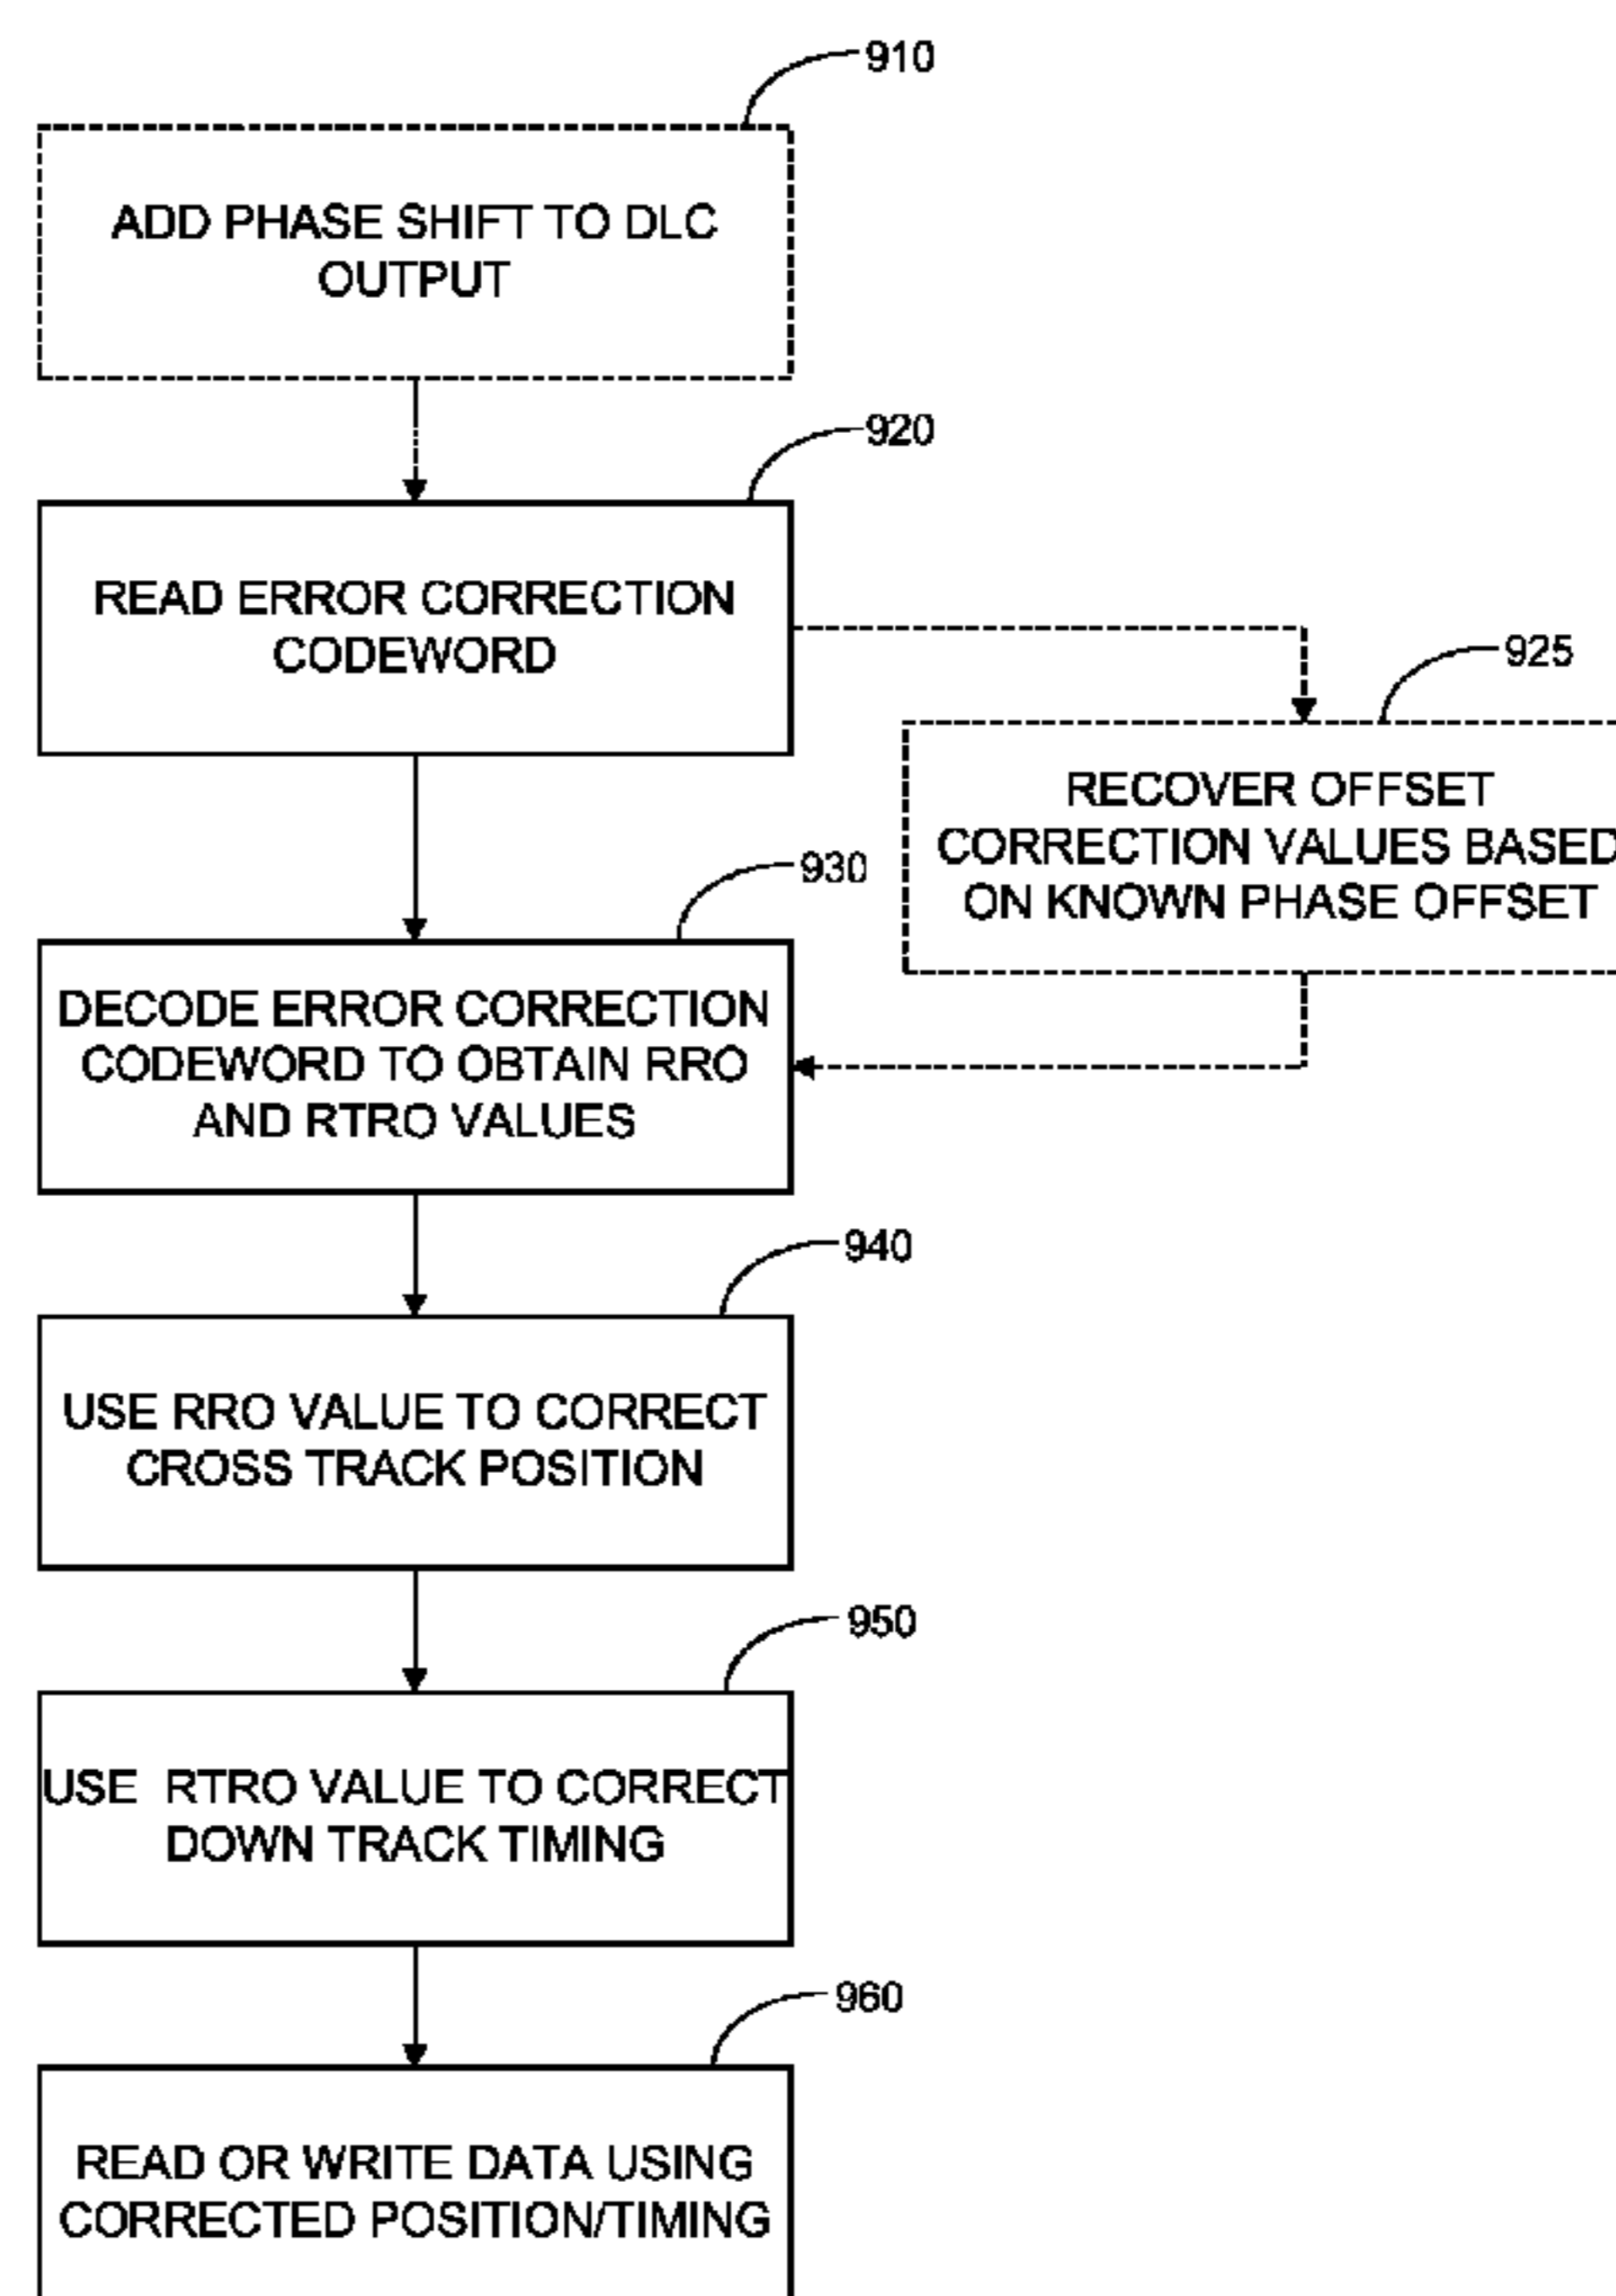 910
ADD PHASE SHIFT TO DLC
OUTPUT
920
READ ERROR CORRECTION
CODEWORD
925
RECOVER OFFSET
CORRECTION VALUES BASED
ON KNOWN PHASE OFFSET
930
DECODE ERROR CORRECTION
CODEWORD TO OBTAIN RRO
AND RTRO VALUES
940
USE RRO VALUE TO CORRECT
CROSS TRACK POSITION
950
USE RTRO VALUE TO CORRECT
DOWN TRACK TIMING
960
READ OR WRITE DATA USING
CORRECTED POSITION/TIMING